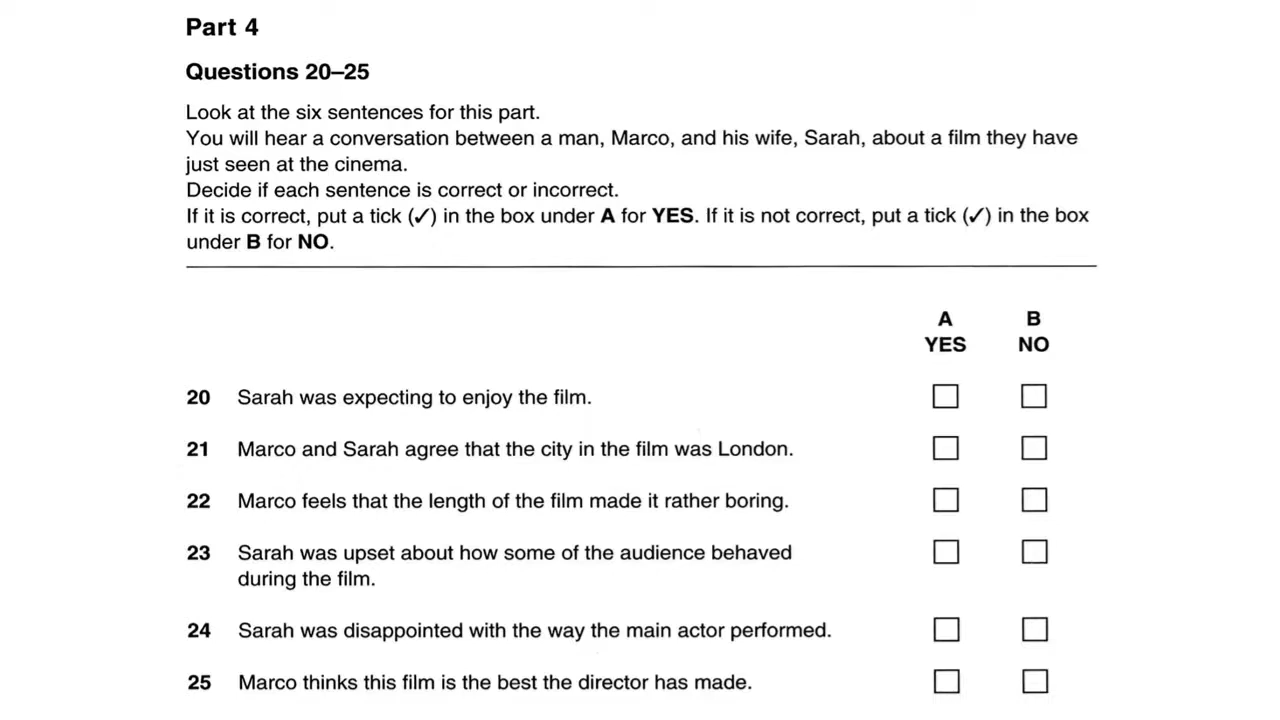 Part 4
Questions 20–25
Look at the six sentences for this part.
You will hear a conversation between a man, Marco, and his wife, Sarah, about a film they have
just seen at the cinema.
Decide if each sentence is correct or incorrect.
If it is correct, put a tick (✓) in the box under A for YES. If it is not correct, put a tick (✓) in the box
under B for NO.
A B
YES NO
20 Sarah was expecting to enjoy the film.
21 Marco and Sarah agree that the city in the film was London.
22 Marco feels that the length of the film made it rather boring.
23 Sarah was upset about how some of the audience behaved
during the film.
24 Sarah was disappointed with the way the main actor performed.
25 Marco thinks this film is the best the director has made.